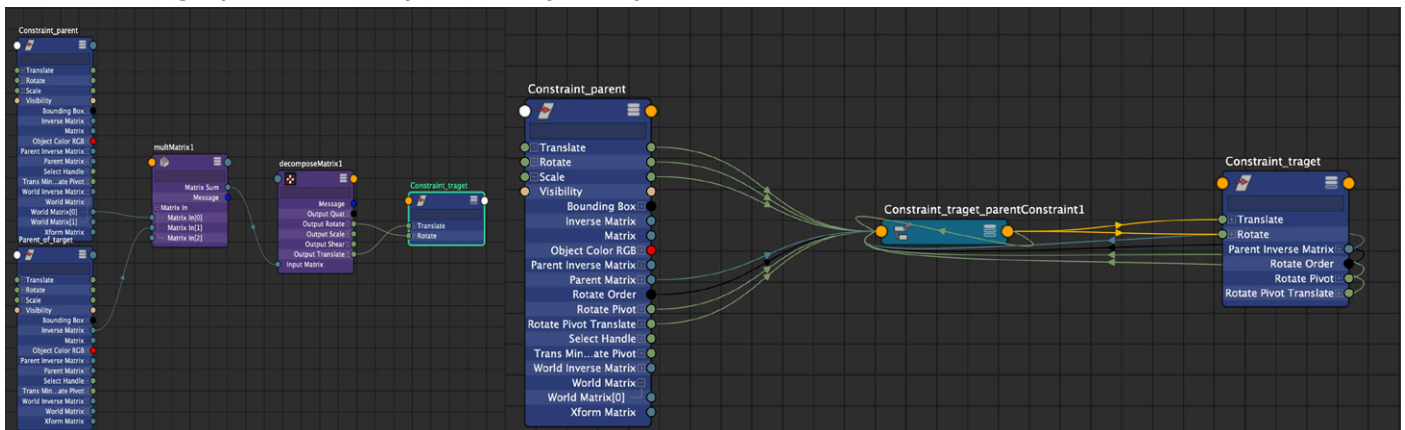 Constraint_parent
Translate
Rotate
Scale
Visibility
Bounding Box
Inverse Matrix
Matrix
Object Color RGB
Parent Inverse Matrix
Parent Matrix
Select Handle
Trans Min...ate Pivot
World Inverse Matrix
World Matrix
World Matrix[0]
World Matrix[1]
Xform Matrix
Parent_of_target
Translate
Rotate
Scale
Visibility
Bounding Box
Inverse Matrix
Matrix
Object Color RGB
Parent Inverse Matrix
Parent Matrix
Select Handle
Trans Min...ate Pivot
World Inverse Matrix
World Matrix
Xform Matrix
multMatrix1
Matrix Sum
Message
Matrix In
Matrix In[0]
Matrix In[1]
Matrix In[2]
decomposeMatrix1
Message
Output Quat
Output Rotate
Output Scale
Output Shear
Output Translate
Input Matrix
Constraint_traget
Translate
Rotate
Constraint_parent
Translate
Rotate
Scale
Visibility
Bounding Box
Inverse Matrix
Matrix
Object Color RGB
Parent Inverse Matrix
Parent Matrix
Rotate Order
Rotate Pivot
Rotate Pivot Translate
Select Handle
Trans Min...ate Pivot
World Inverse Matrix
World Matrix
World Matrix[0]
Xform Matrix
Constraint_traget_parentConstraint1
Constraint_traget
Translate
Rotate
Parent Inverse Matrix
Rotate Order
Rotate Pivot
Rotate Pivot Translate